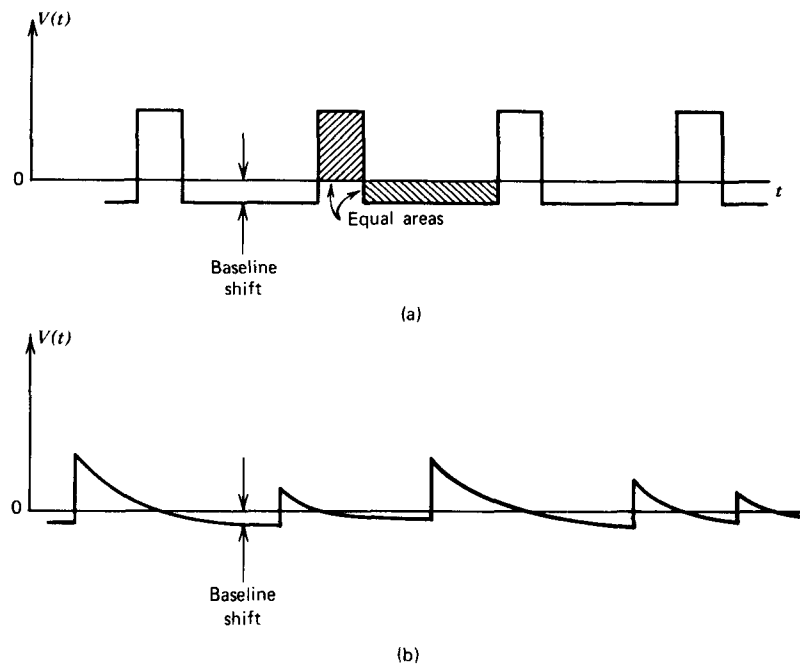 V(t)
0
t
Equal areas
Baseline
shift
(a)
V(t)
0
Baseline
shift
(b)